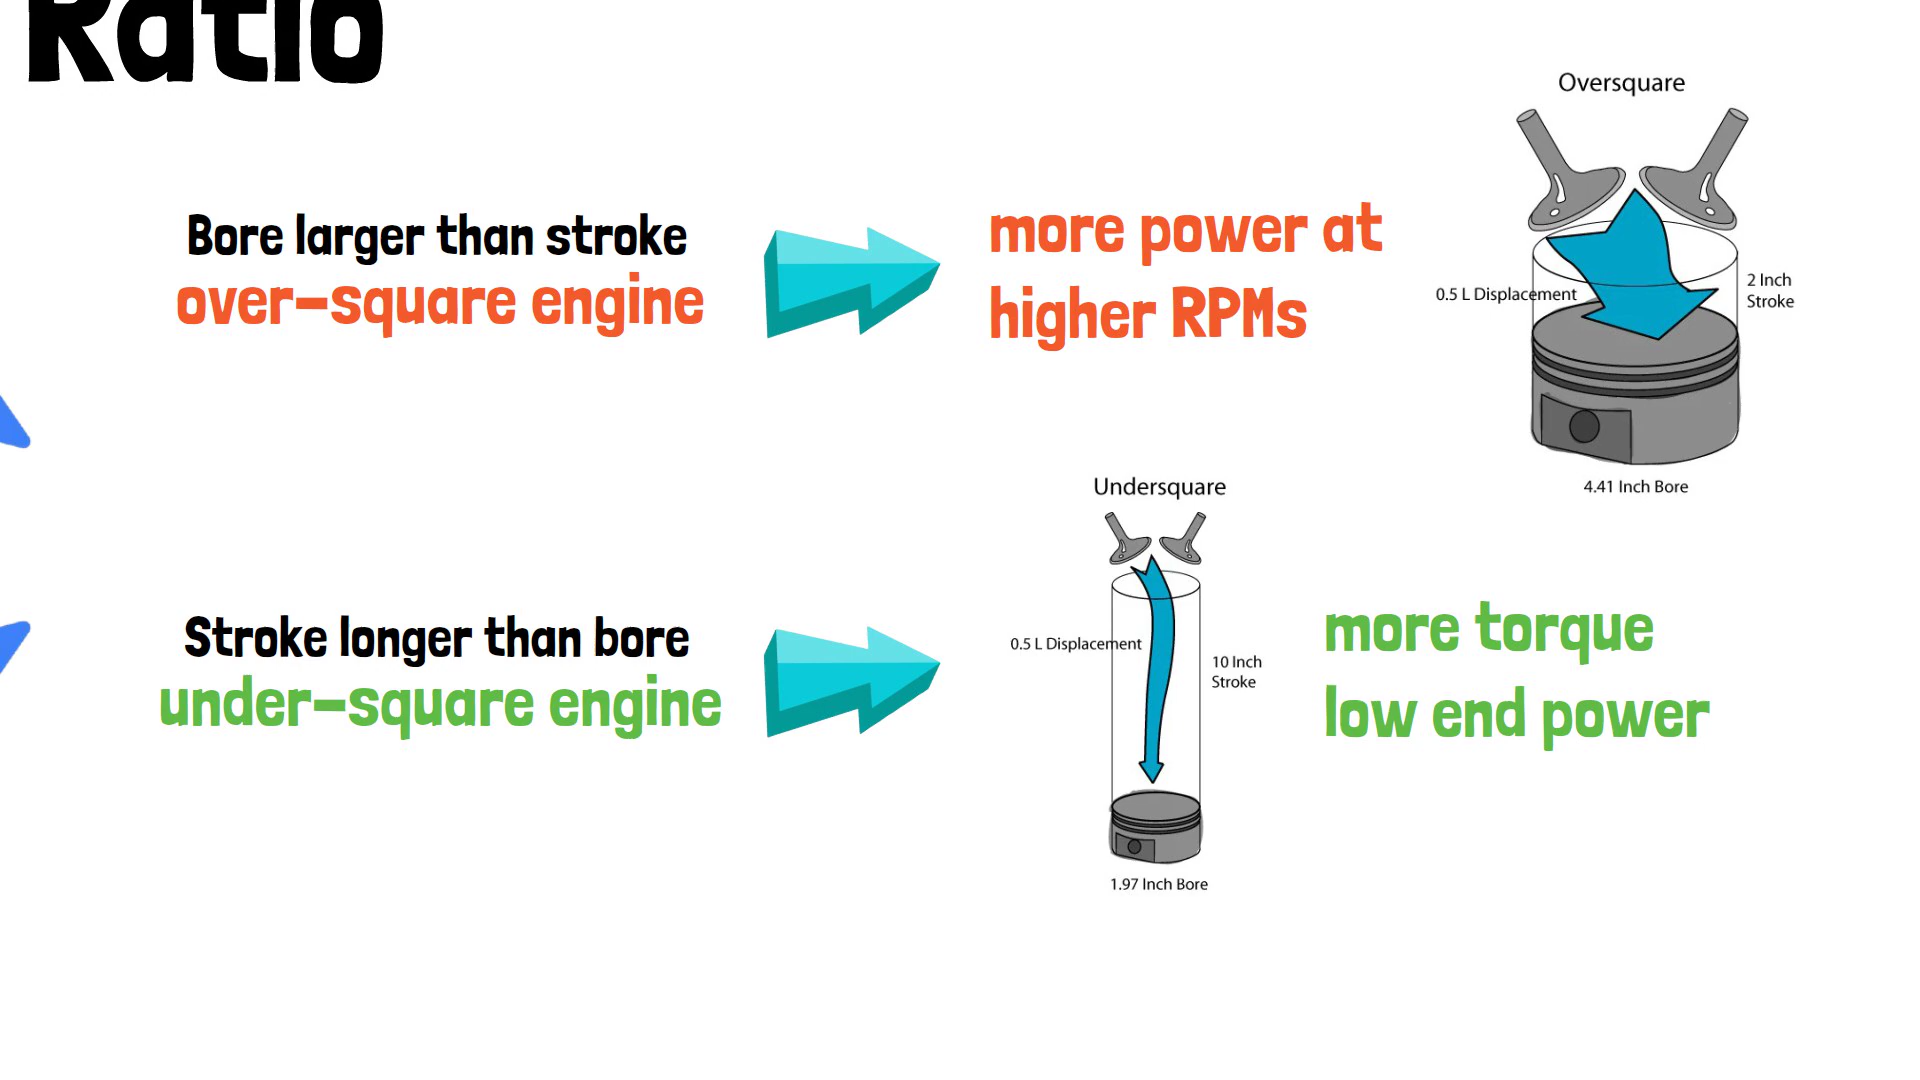 Ratio
Bore larger than stroke
over-square engine
more power at
higher RPMs
Oversquare
0.5 L Displacement
2 Inch
Stroke
4.41 Inch Bore
Stroke longer than bore
under-square engine
Undersquare
0.5 L Displacement
10 Inch
Stroke
1.97 Inch Bore
more torque
low end power